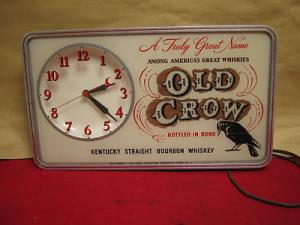 A Truly Great Name
AMONG AMERICA'S GREAT WHISKIES
OLD
CROW
BOTTLED IN BOND
KENTUCKY STRAIGHT BOURBON WHISKEY
12
1
2
3
4
5
6
7
8
9
10
11